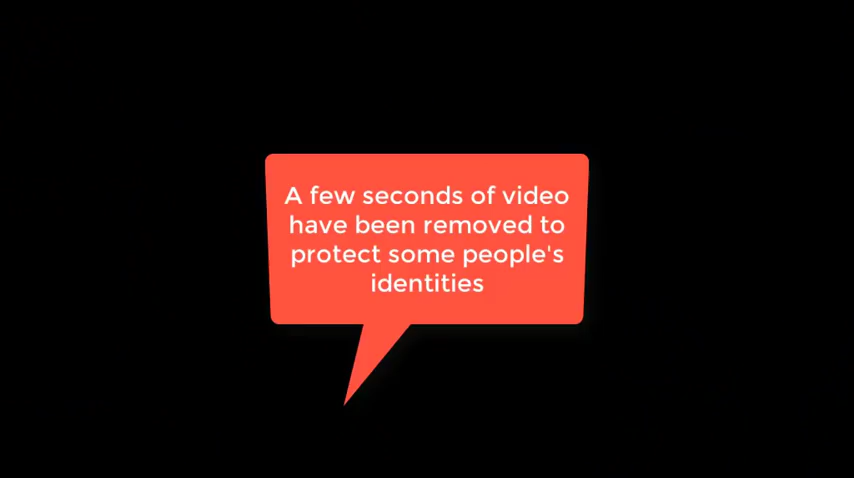 A few seconds of video
have been removed to
protect some people's
identities